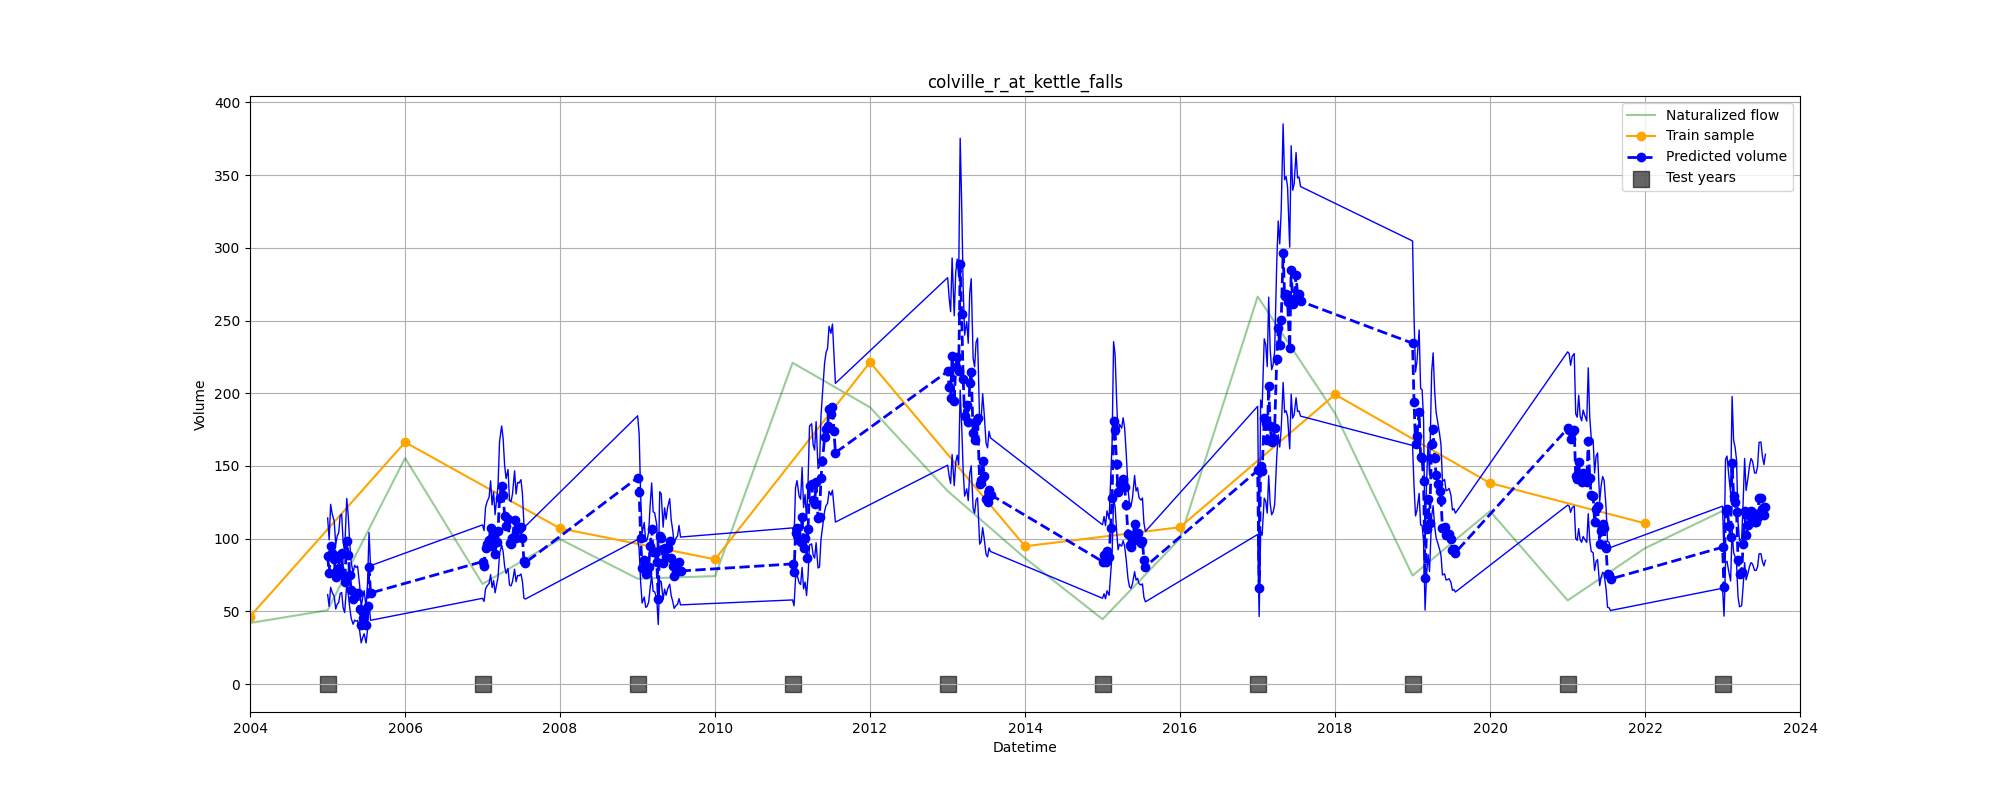 colville_r_at_kettle_falls
400
350
300
250
200
150
100
50
0
Volume
Naturalized flow
Train sample
Predicted volume
Test years
2004 2006 2008 2010 2012 2014 2016 2018 2020 2022 2024
Datetime